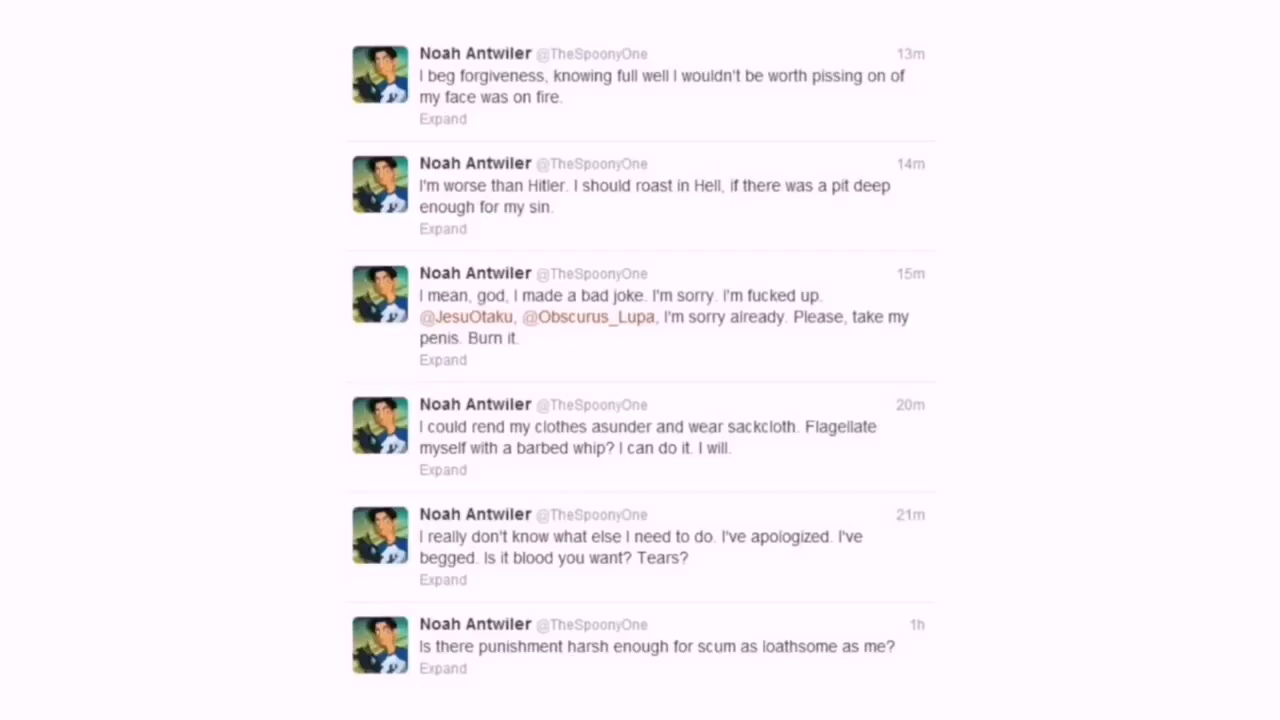 Noah Antwiler @TheSpoonyOne 13m
I beg forgiveness, knowing full well I wouldn't be worth pissing on of
my face was on fire.
Expand
Noah Antwiler @TheSpoonyOne 14m
I'm worse than Hitler. I should roast in Hell, if there was a pit deep
enough for my sin.
Expand
Noah Antwiler @TheSpoonyOne 15m
I mean, god, I made a bad joke. I'm sorry. I'm fucked up.
@JesuOtaku, @Obscurus_Lupa, I'm sorry already. Please, take my
penis. Burn it.
Expand
Noah Antwiler @TheSpoonyOne 20m
I could rend my clothes asunder and wear sackcloth. Flagellate
myself with a barbed whip? I can do it. I will.
Expand
Noah Antwiler @TheSpoonyOne 21m
I really don't know what else I need to do. I've apologized. I've
begged. Is it blood you want? Tears?
Expand
Noah Antwiler @TheSpoonyOne 1h
Is there punishment harsh enough for scum as loathsome as me?
Expand